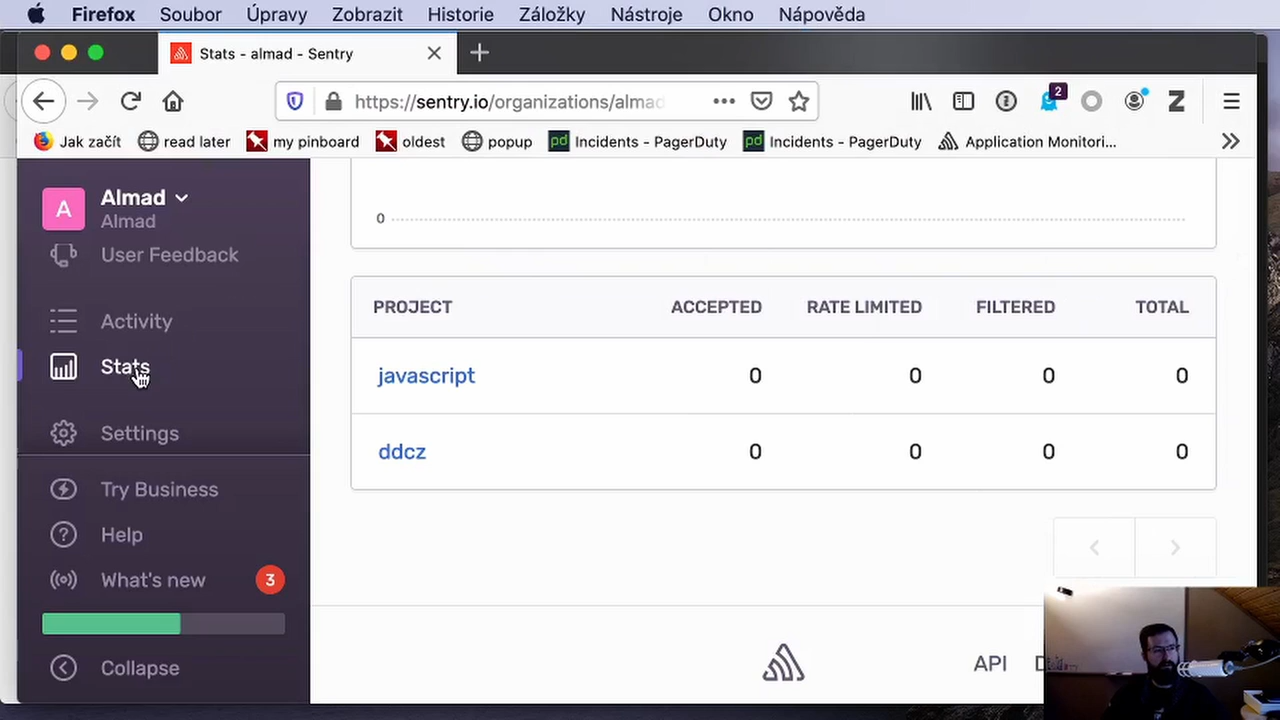 Firefox Soubor Úpravy Zobrazit Historie Záložky Nástroje Okno Nápověda
Stats - almad - Sentry
https://sentry.io/organizations/almad
2
Jak začít read later my pinboard oldest popup Incidents - PagerDuty Incidents - PagerDuty Application Monitori...
A
Almad
Almad
User Feedback
Activity
Stats
Settings
Try Business
Help
What's new 3
Collapse
0
PROJECT ACCEPTED RATE LIMITED FILTERED TOTAL
javascript 0 0 0 0
ddcz 0 0 0 0
API